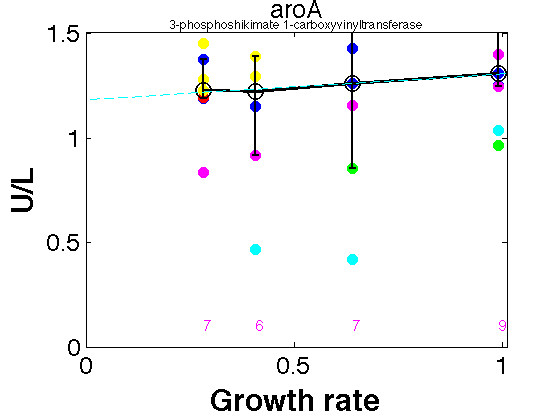 aroA
3-phosphoshikimate 1-carboxyvinyltransferase
1.5
1
0.5
0
U/L
7 6 7 9
0 0.5 1
Growth rate